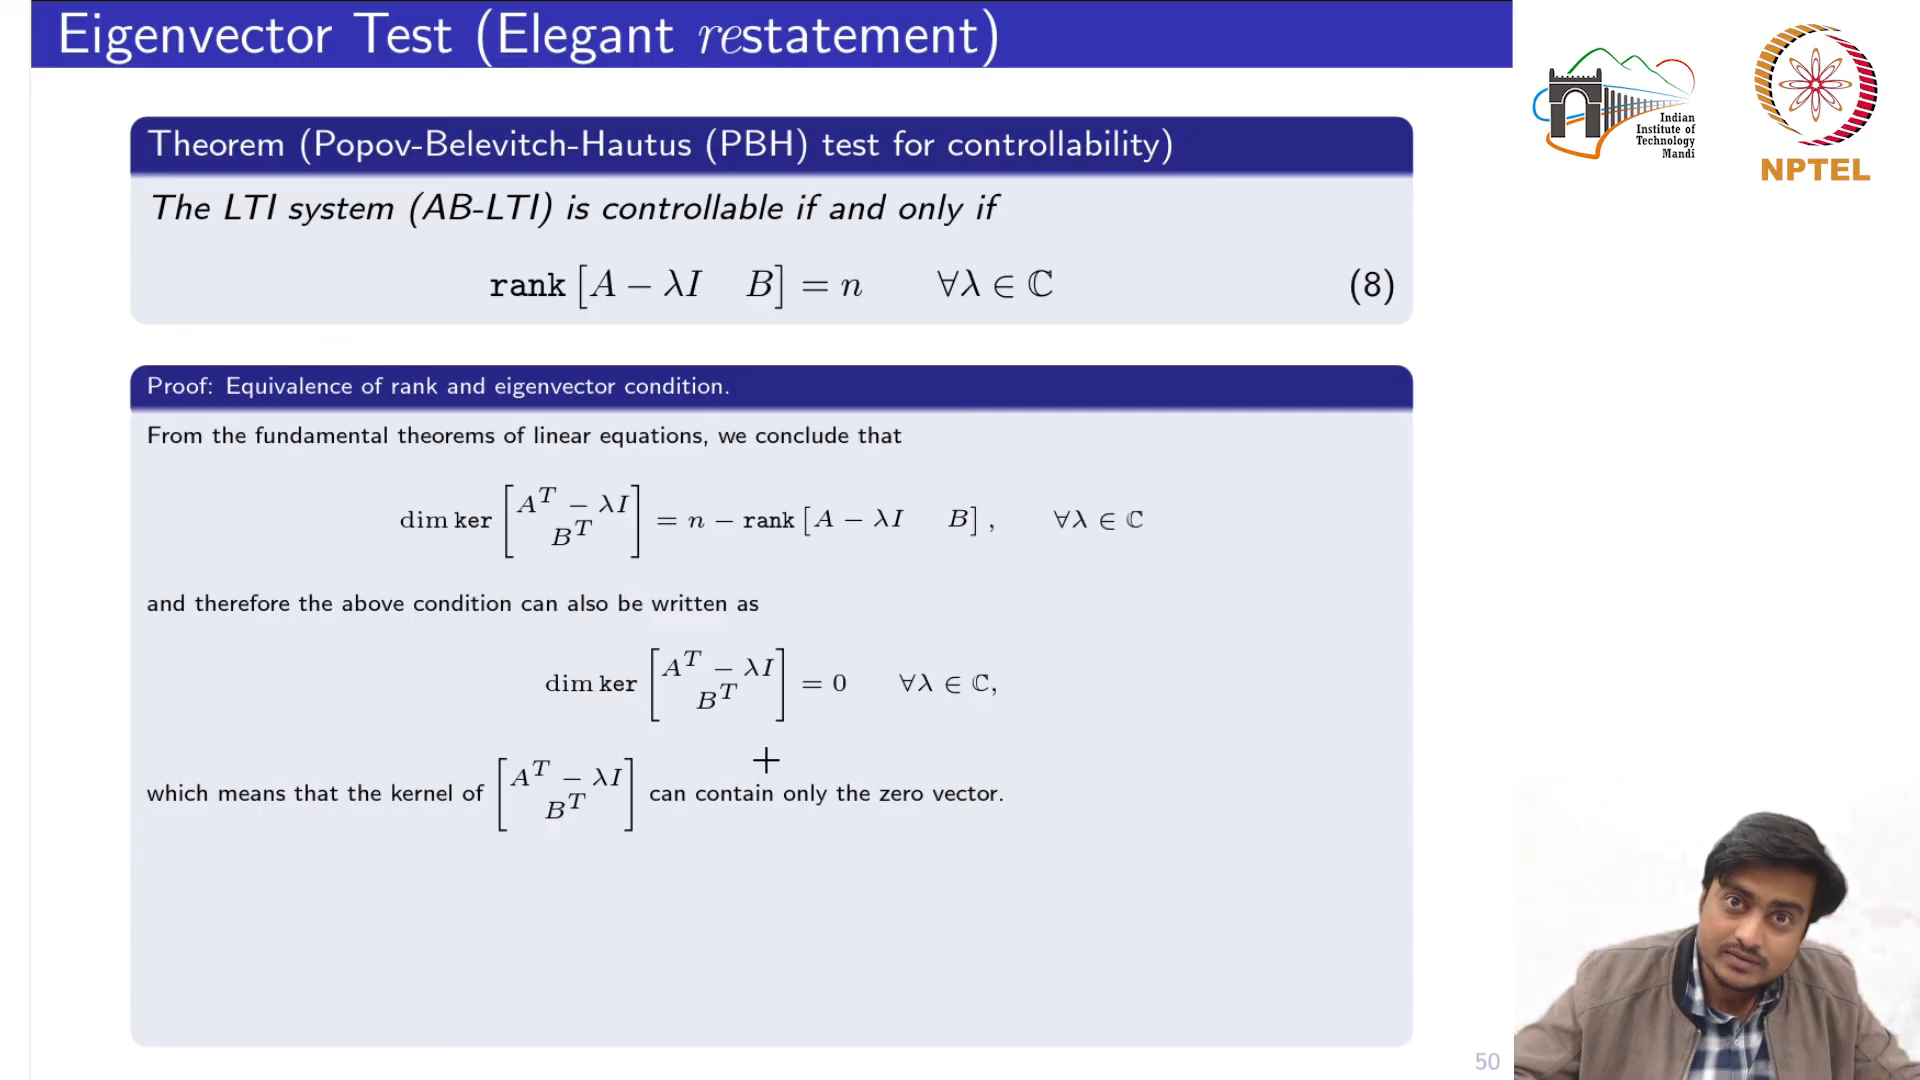 Eigenvector Test (Elegant restatement)
Indian
Institute of
Technology
Mandi
NPTEL
Theorem (Popov-Belevitch-Hautus (PBH) test for controllability)
The LTI system (AB-LTI) is controllable if and only if
rank [A − λI B] = n ∀λ ∈ ℂ (8)
Proof: Equivalence of rank and eigenvector condition.
From the fundamental theorems of linear equations, we conclude that
dim ker [A^T − λI; B^T] = n − rank [A − λI B], ∀λ ∈ ℂ
and therefore the above condition can also be written as
dim ker [A^T − λI; B^T] = 0 ∀λ ∈ ℂ,
which means that the kernel of [A^T − λI; B^T] can contain only the zero vector.
50